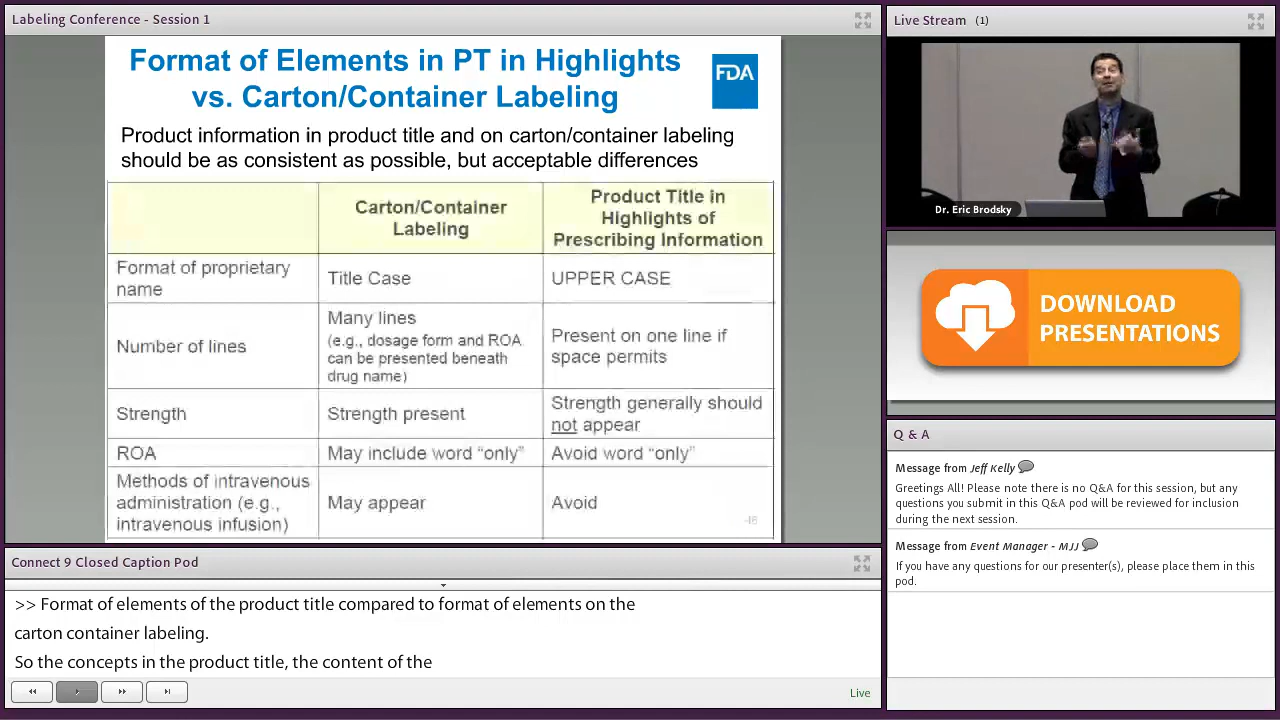 Labeling Conference - Session 1
Format of Elements in PT in Highlights
vs. Carton/Container Labeling
FDA
Product information in product title and on carton/container labeling
should be as consistent as possible, but acceptable differences
Carton/Container
Labeling
Product Title in
Highlights of
Prescribing Information
Format of proprietary
name
Title Case
UPPER CASE
Number of lines
Many lines
(e.g., dosage form and ROA
can be presented beneath
drug name)
Present on one line if
space permits
Strength
Strength present
Strength generally should
not appear
ROA
May include word "only"
Avoid word "only"
Methods of intravenous
administration (e.g.,
intravenous infusion)
May appear
Avoid
Connect 9 Closed Caption Pod
>> Format of elements of the product title compared to format of elements on the
carton container labeling.
So the concepts in the product title, the content of the
Live
Live Stream (1)
Dr. Eric Brodsky
DOWNLOAD
PRESENTATIONS
Q & A
Message from Jeff Kelly
Greetings All! Please note there is no Q&A for this session, but any
questions you submit in this Q&A pod will be reviewed for inclusion
during the next session.
Message from Event Manager - MJJ
If you have any questions for our presenter(s), please place them in this
pod.